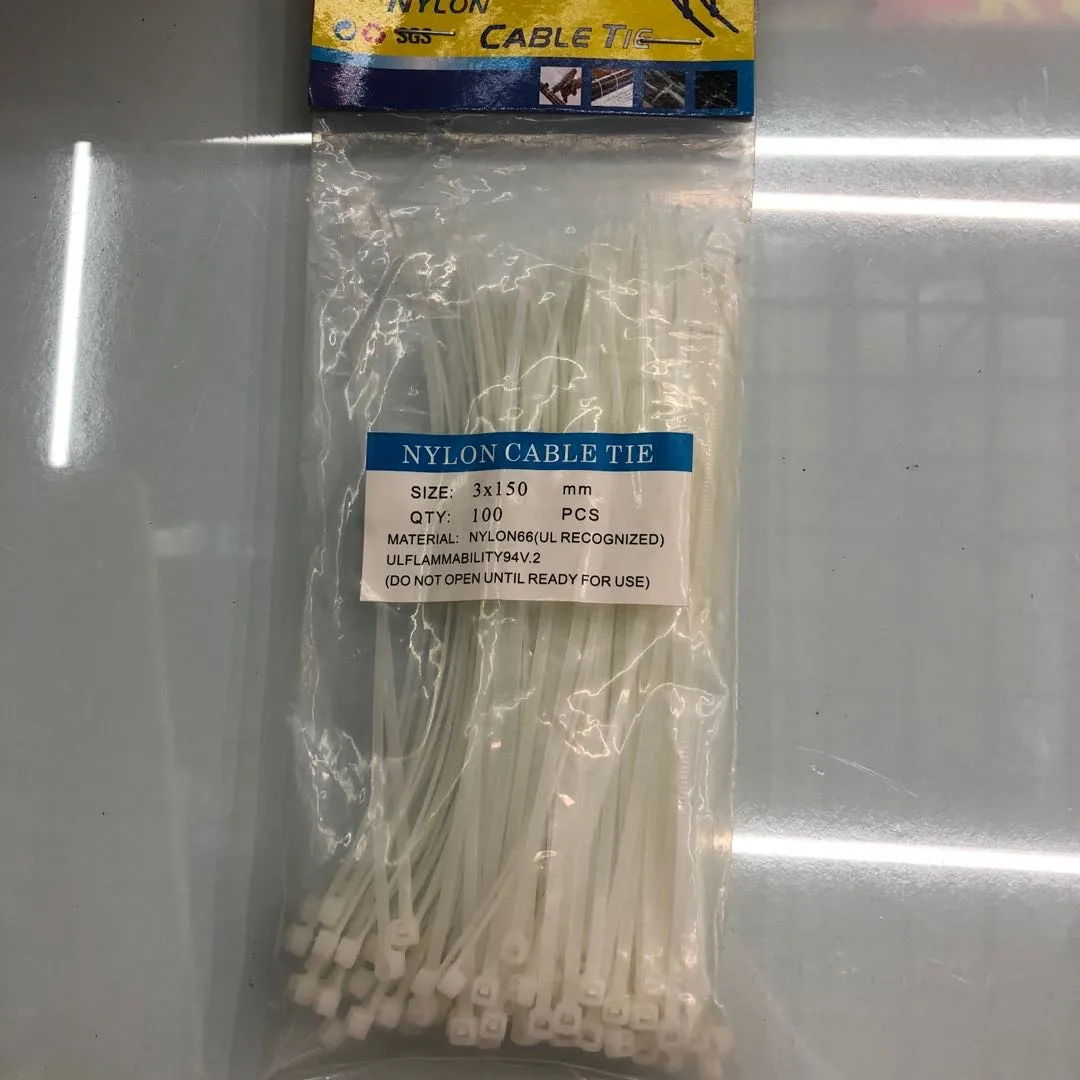 NYLON
SGS CABLE TIE
NYLON CABLE TIE
SIZE: 3x150 mm
QTY: 100 PCS
MATERIAL: NYLON66(UL RECOGNIZED)
ULFLAMMABILITY94V.2
(DO NOT OPEN UNTIL READY FOR USE)